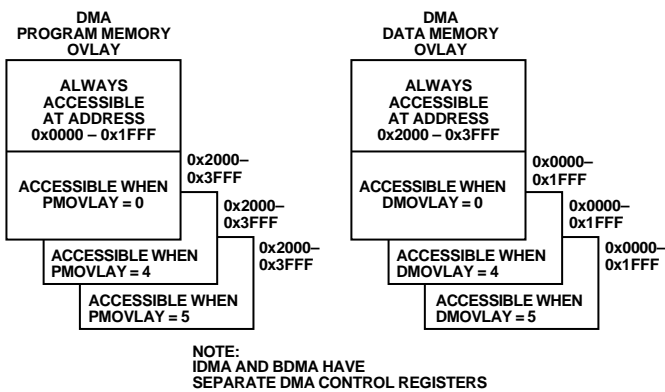 DMA
PROGRAM MEMORY
OVLAY
ALWAYS
ACCESSIBLE
AT ADDRESS
0x0000 – 0x1FFF
0x2000–
0x3FFF
ACCESSIBLE WHEN
PMOVLAY = 0
0x2000–
0x3FFF
ACCESSIBLE WHEN
PMOVLAY = 4
0x2000–
0x3FFF
ACCESSIBLE WHEN
PMOVLAY = 5
DMA
DATA MEMORY
OVLAY
ALWAYS
ACCESSIBLE
AT ADDRESS
0x2000 – 0x3FFF
0x0000–
0x1FFF
ACCESSIBLE WHEN
DMOVLAY = 0
0x0000–
0x1FFF
ACCESSIBLE WHEN
DMOVLAY = 4
0x0000–
0x1FFF
ACCESSIBLE WHEN
DMOVLAY = 5
NOTE:
IDMA AND BDMA HAVE
SEPARATE DMA CONTROL REGISTERS